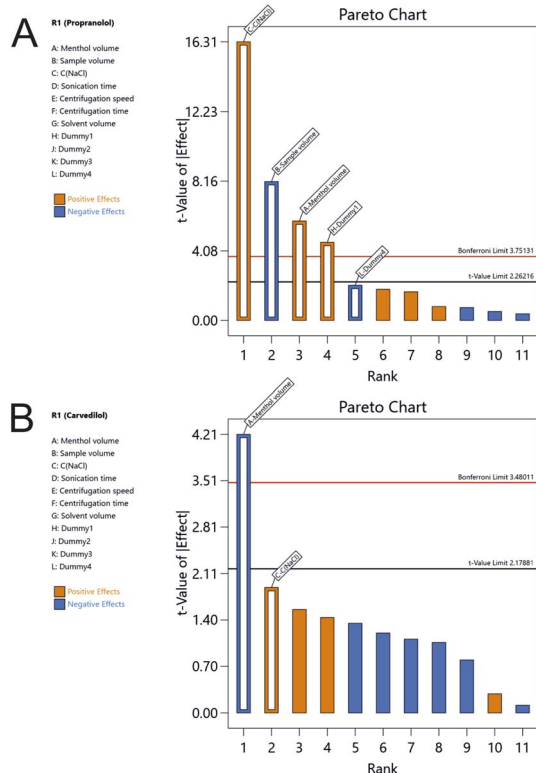 A
R1 (Propranolol)
A: Menthol volume
B: Sample volume
C: C(NaCl)
D: Sonication time
E: Centrifugation speed
F: Centrifugation time
G: Solvent volume
H: Dummy1
J: Dummy2
K: Dummy3
L: Dummy4
Positive Effects
Negative Effects
Pareto Chart
t-Value of |Effect|
16.31
12.23
8.16
4.08
0.00
C-C(NaCl)
B-Sample volume
A-Menthol volume
H-Dummy1
L-Dummy4
Bonferroni Limit 3.75131
t-Value Limit 2.26216
1 2 3 4 5 6 7 8 9 10 11
Rank
B
R1 (Carvedilol)
A: Menthol volume
B: Sample volume
C: C(NaCl)
D: Sonication time
E: Centrifugation speed
F: Centrifugation time
G: Solvent volume
H: Dummy1
J: Dummy2
K: Dummy3
L: Dummy4
Positive Effects
Negative Effects
Pareto Chart
t-Value of |Effect|
4.21
3.51
2.81
2.11
1.40
0.70
0.00
A-Menthol volume
C-C(NaCl)
Bonferroni Limit 3.48011
t-Value Limit 2.17881
1 2 3 4 5 6 7 8 9 10 11
Rank